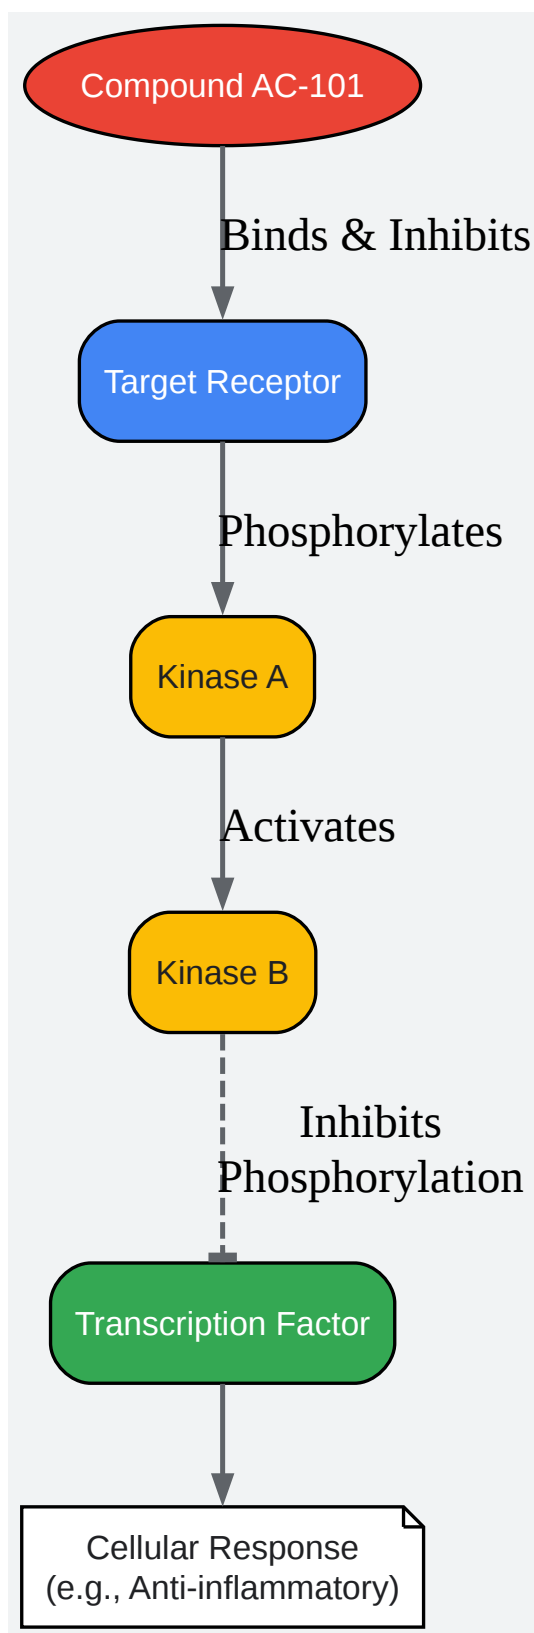 Compound AC-101
Binds & Inhibits
Target Receptor
Phosphorylates
Kinase A
Activates
Kinase B
Inhibits
Phosphorylation
Transcription Factor
Cellular Response
(e.g., Anti-inflammatory)